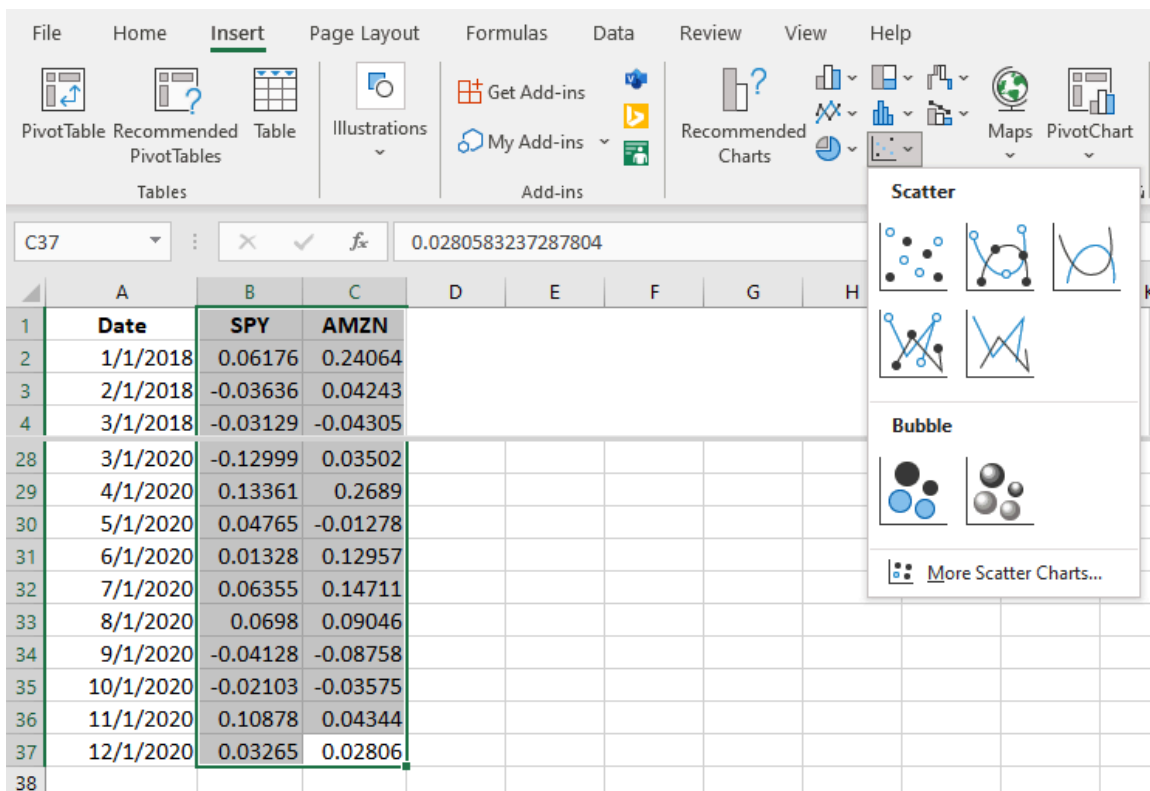 File Home Insert Page Layout Formulas Data Review View Help
Get Add-ins
My Add-ins
PivotTable Recommended PivotTables Table
Illustrations
Recommended Charts
Maps PivotChart
Tables Add-ins
Scatter
Bubble
More Scatter Charts...
C37 fx 0.0280583237287804
A B C D E F G H K
1 Date SPY AMZN
2 1/1/2018 0.06176 0.24064
3 2/1/2018 -0.03636 0.04243
4 3/1/2018 -0.03129 -0.04305
28 3/1/2020 -0.12999 0.03502
29 4/1/2020 0.13361 0.2689
30 5/1/2020 0.04765 -0.01278
31 6/1/2020 0.01328 0.12957
32 7/1/2020 0.06355 0.14711
33 8/1/2020 0.0698 0.09046
34 9/1/2020 -0.04128 -0.08758
35 10/1/2020 -0.02103 -0.03575
36 11/1/2020 0.10878 0.04344
37 12/1/2020 0.03265 0.02806
38